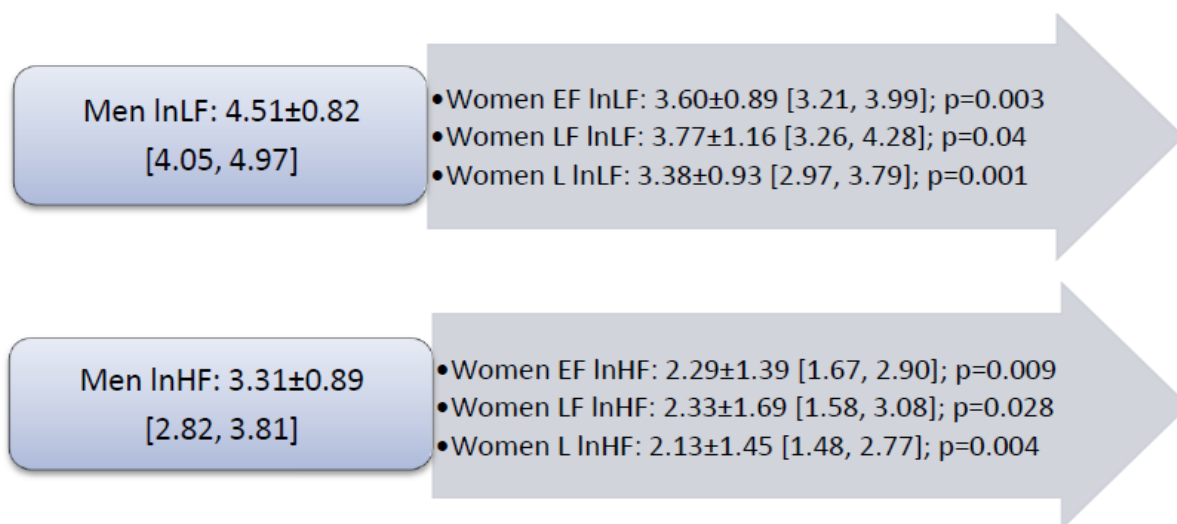 Men lnLF: 4.51±0.82
[4.05, 4.97]
•Women EF lnLF: 3.60±0.89 [3.21, 3.99]; p=0.003
•Women LF lnLF: 3.77±1.16 [3.26, 4.28]; p=0.04
•Women L lnLF: 3.38±0.93 [2.97, 3.79]; p=0.001
Men lnHF: 3.31±0.89
[2.82, 3.81]
•Women EF lnHF: 2.29±1.39 [1.67, 2.90]; p=0.009
•Women LF lnHF: 2.33±1.69 [1.58, 3.08]; p=0.028
•Women L lnHF: 2.13±1.45 [1.48, 2.77]; p=0.004